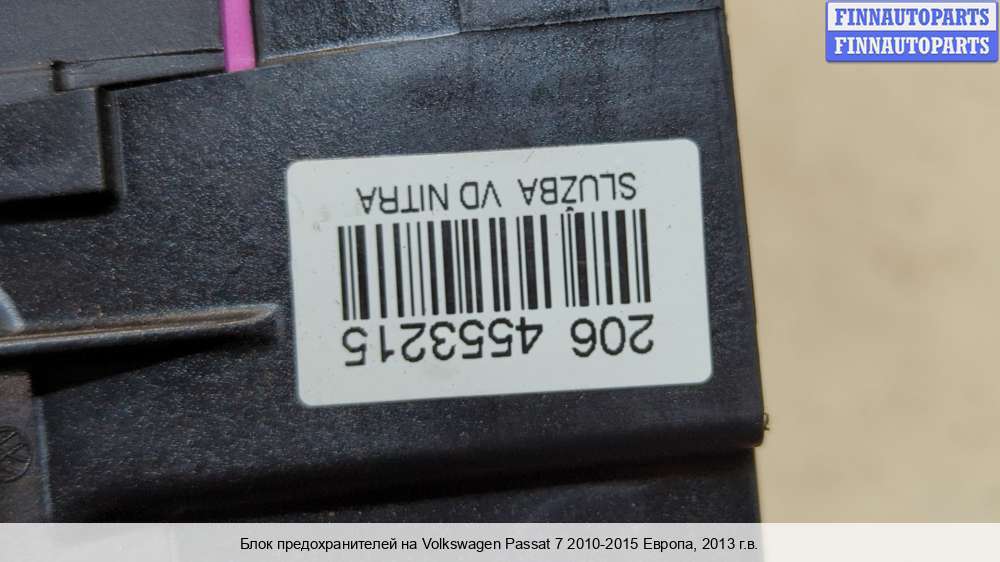 FINNAUTOPARTS
FINNAUTOPARTS
206 4553215
SLUŽBA VD NITRA
Блок предохранителей на Volkswagen Passat 7 2010-2015 Европа, 2013 г.в.